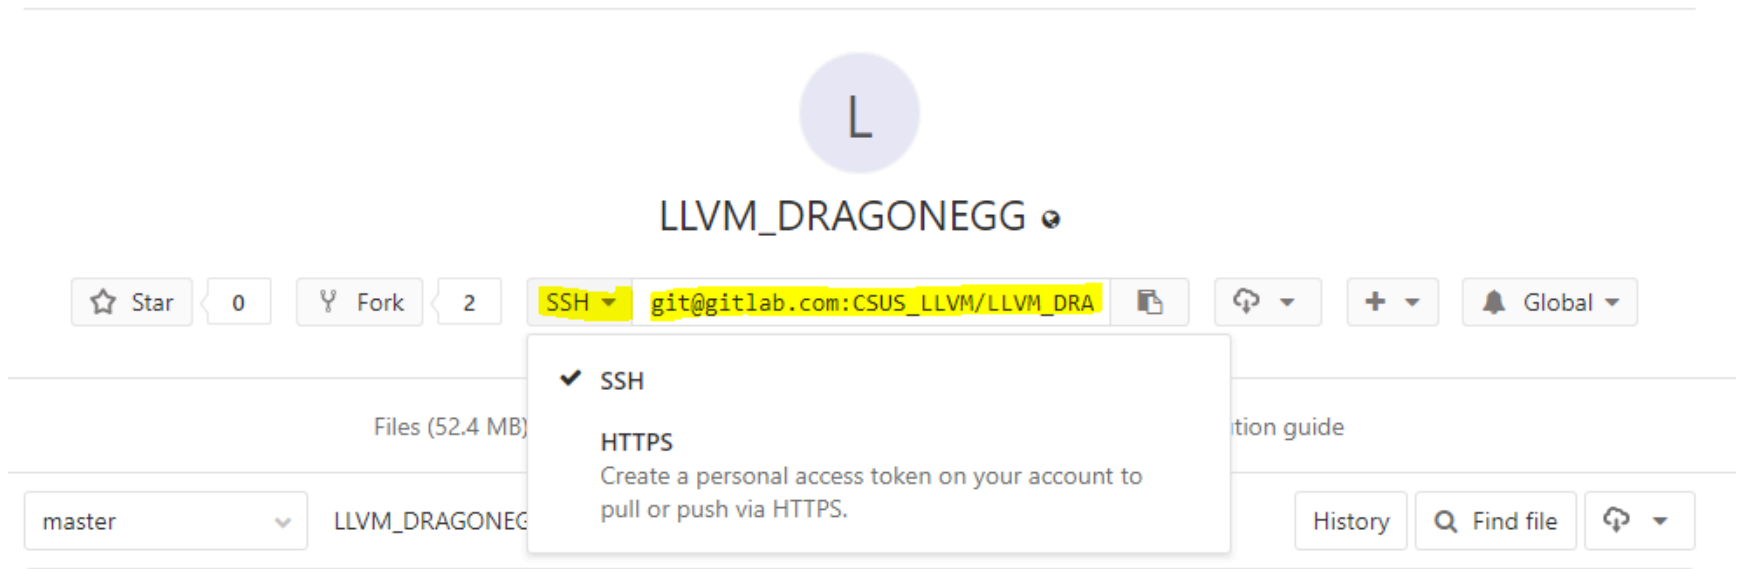 L
LLVM_DRAGONEGG
Star 0 Fork 2 SSH git@gitlab.com:CSUS_LLVM/LLVM_DRA Global
SSH
Files (52.4 MB) tion guide
HTTPS
Create a personal access token on your account to
pull or push via HTTPS.
master LLVM_DRAGONEG History Find file